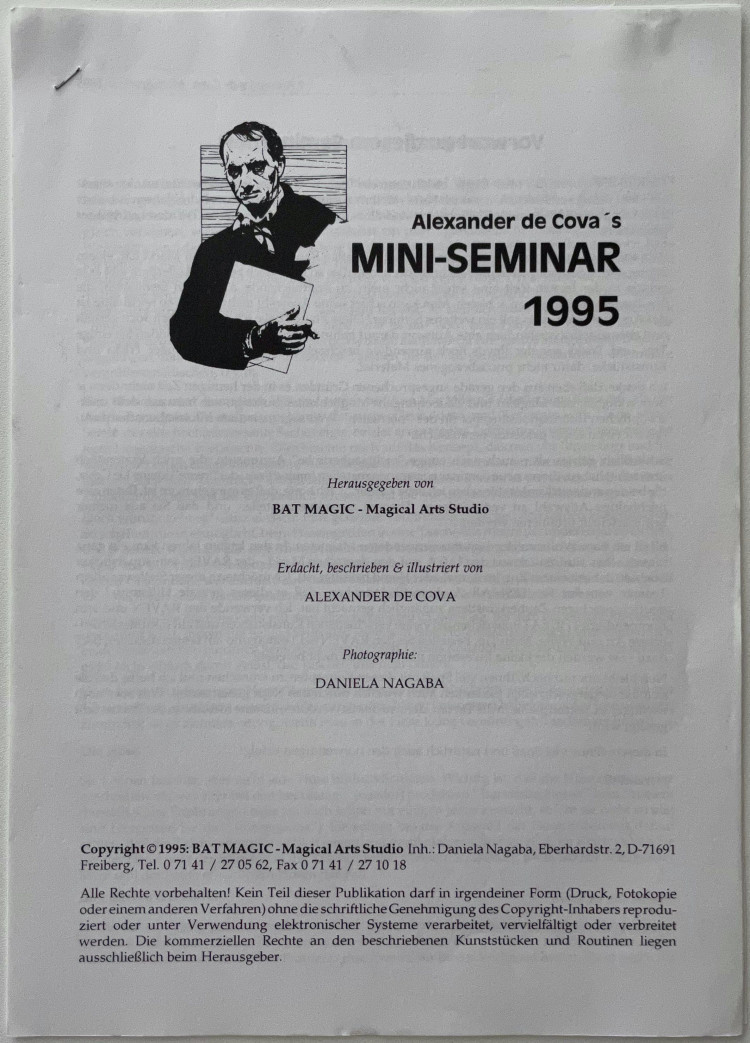 Alexander de Cova´s
MINI-SEMINAR
1995
Herausgegeben von
BAT MAGIC - Magical Arts Studio
Erdacht, beschrieben & illustriert von
ALEXANDER DE COVA
Photographie:
DANIELA NAGABA
Copyright © 1995: BAT MAGIC - Magical Arts Studio Inh.: Daniela Nagaba, Eberhardstr. 2, D-71691
Freiberg, Tel. 0 71 41 / 27 05 62, Fax 0 71 41 / 27 10 18
Alle Rechte vorbehalten! Kein Teil dieser Publikation darf in irgendeiner Form (Druck, Fotokopie
oder einem anderen Verfahren) ohne die schriftliche Genehmigung des Copyright-Inhabers reprodu-
ziert oder unter Verwendung elektronischer Systeme verarbeitet, vervielfältigt oder verbreitet
werden. Die kommerziellen Rechte an den beschriebenen Kunststücken und Routinen liegen
ausschließlich beim Herausgeber.